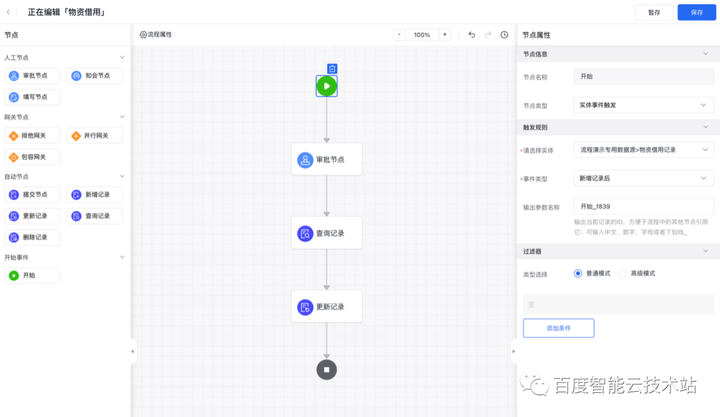 正在编辑「物资借用」
暂存
保存
节点
流程属性
- 100% +
节点属性
人工节点
审批节点
知会节点
填写节点
网关节点
排他网关
并行网关
包容网关
自动节点
提交节点
新增记录
更新记录
查询记录
删除记录
开始事件
开始
审批节点
查询记录
更新记录
节点信息
节点名称
开始
节点类型
实体事件触发
触发规则
*请选择实体
流程演示专用数据源>物资借用记录
*事件类型
新增记录后
输出参数名称
开始_f839
输出当前记录的ID，方便于流程中的其他节点引用
它：可输入中文、数字、字母或者下划线_
过滤器
类型选择
普通模式
高级模式
空
添加条件
百度智能云技术站